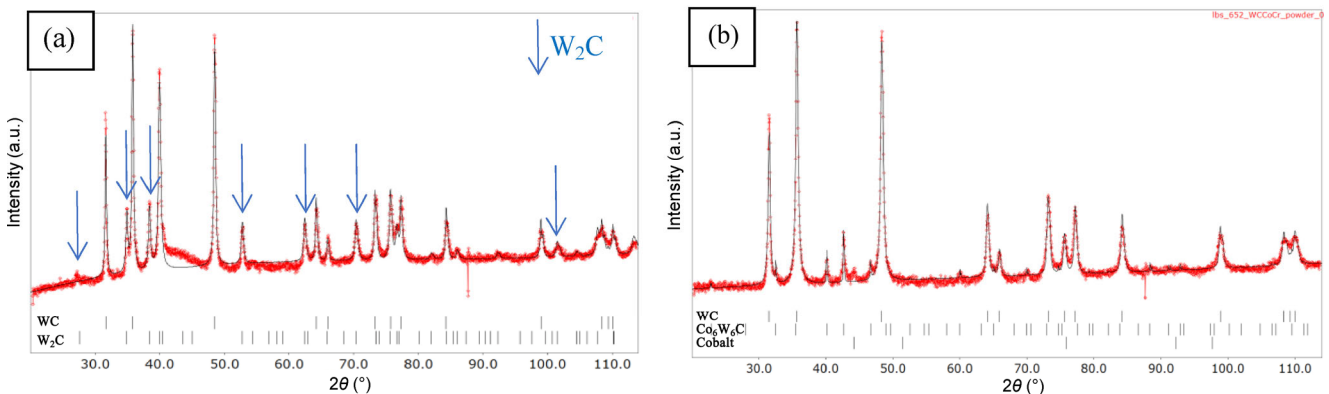 (a)
W₂C
Intensity (a.u.)
WC
W₂C
30.0 40.0 50.0 60.0 70.0 80.0 90.0 100.0 110.0
2θ (°)
(b)
lbs_652_WCCoCr_powder_0
Intensity (a.u.)
WC
Co₆W₆C
Cobalt
30.0 40.0 50.0 60.0 70.0 80.0 90.0 100.0 110.0
2θ (°)